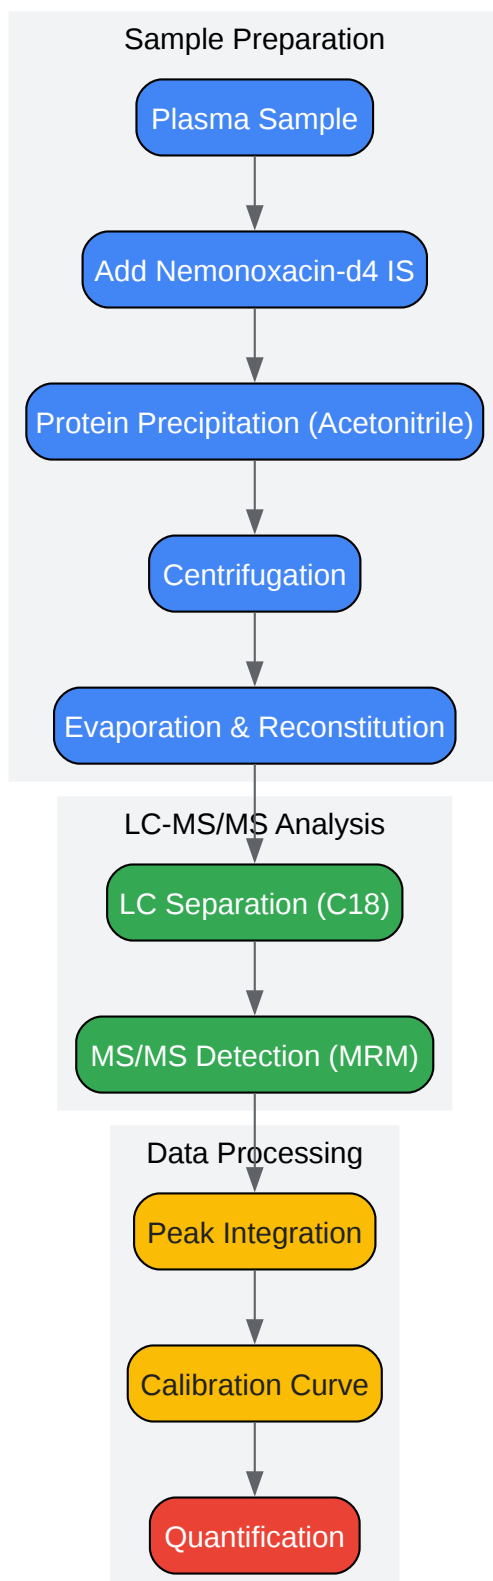 Sample Preparation
Plasma Sample
Add Nemonoxacin-d4 IS
Protein Precipitation (Acetonitrile)
Centrifugation
Evaporation & Reconstitution
LC-MS/MS Analysis
LC Separation (C18)
MS/MS Detection (MRM)
Data Processing
Peak Integration
Calibration Curve
Quantification